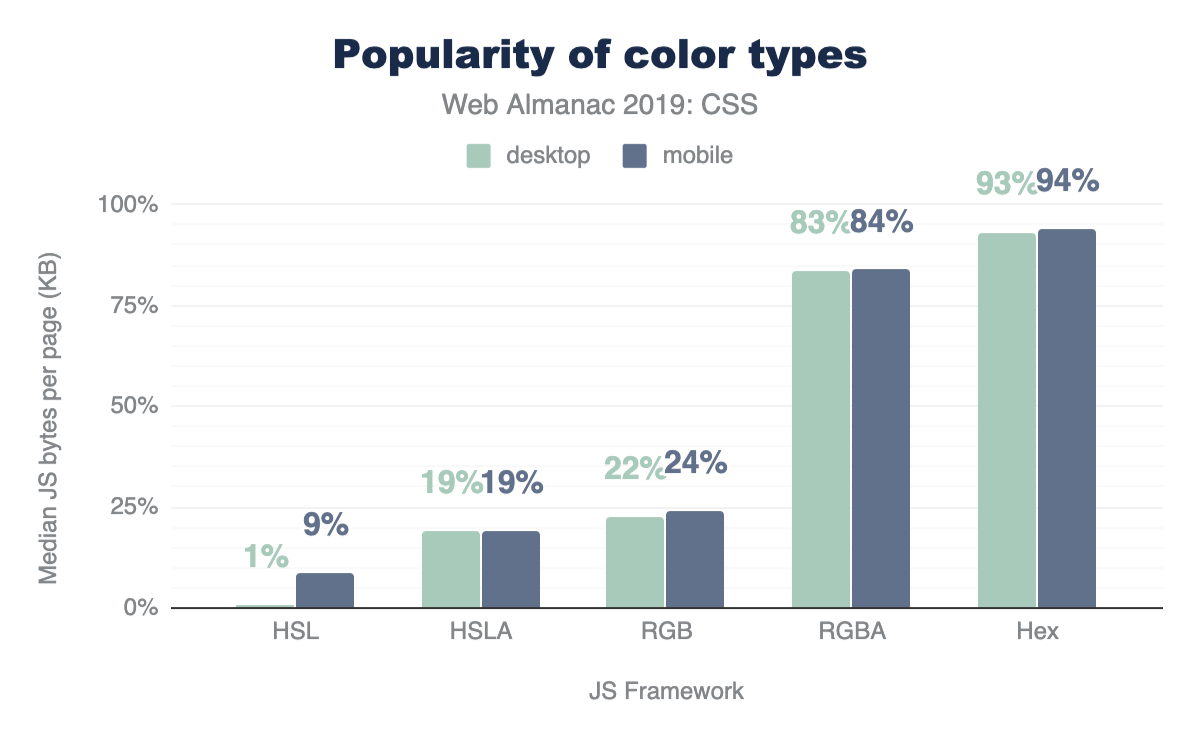 Popularity of color types
Web Almanac 2019: CSS
desktop mobile
Median JS bytes per page (KB)
100%
75%
50%
25%
0%
1% 9%
19% 19%
22% 24%
83% 84%
93% 94%
HSL HSLA RGB RGBA Hex
JS Framework